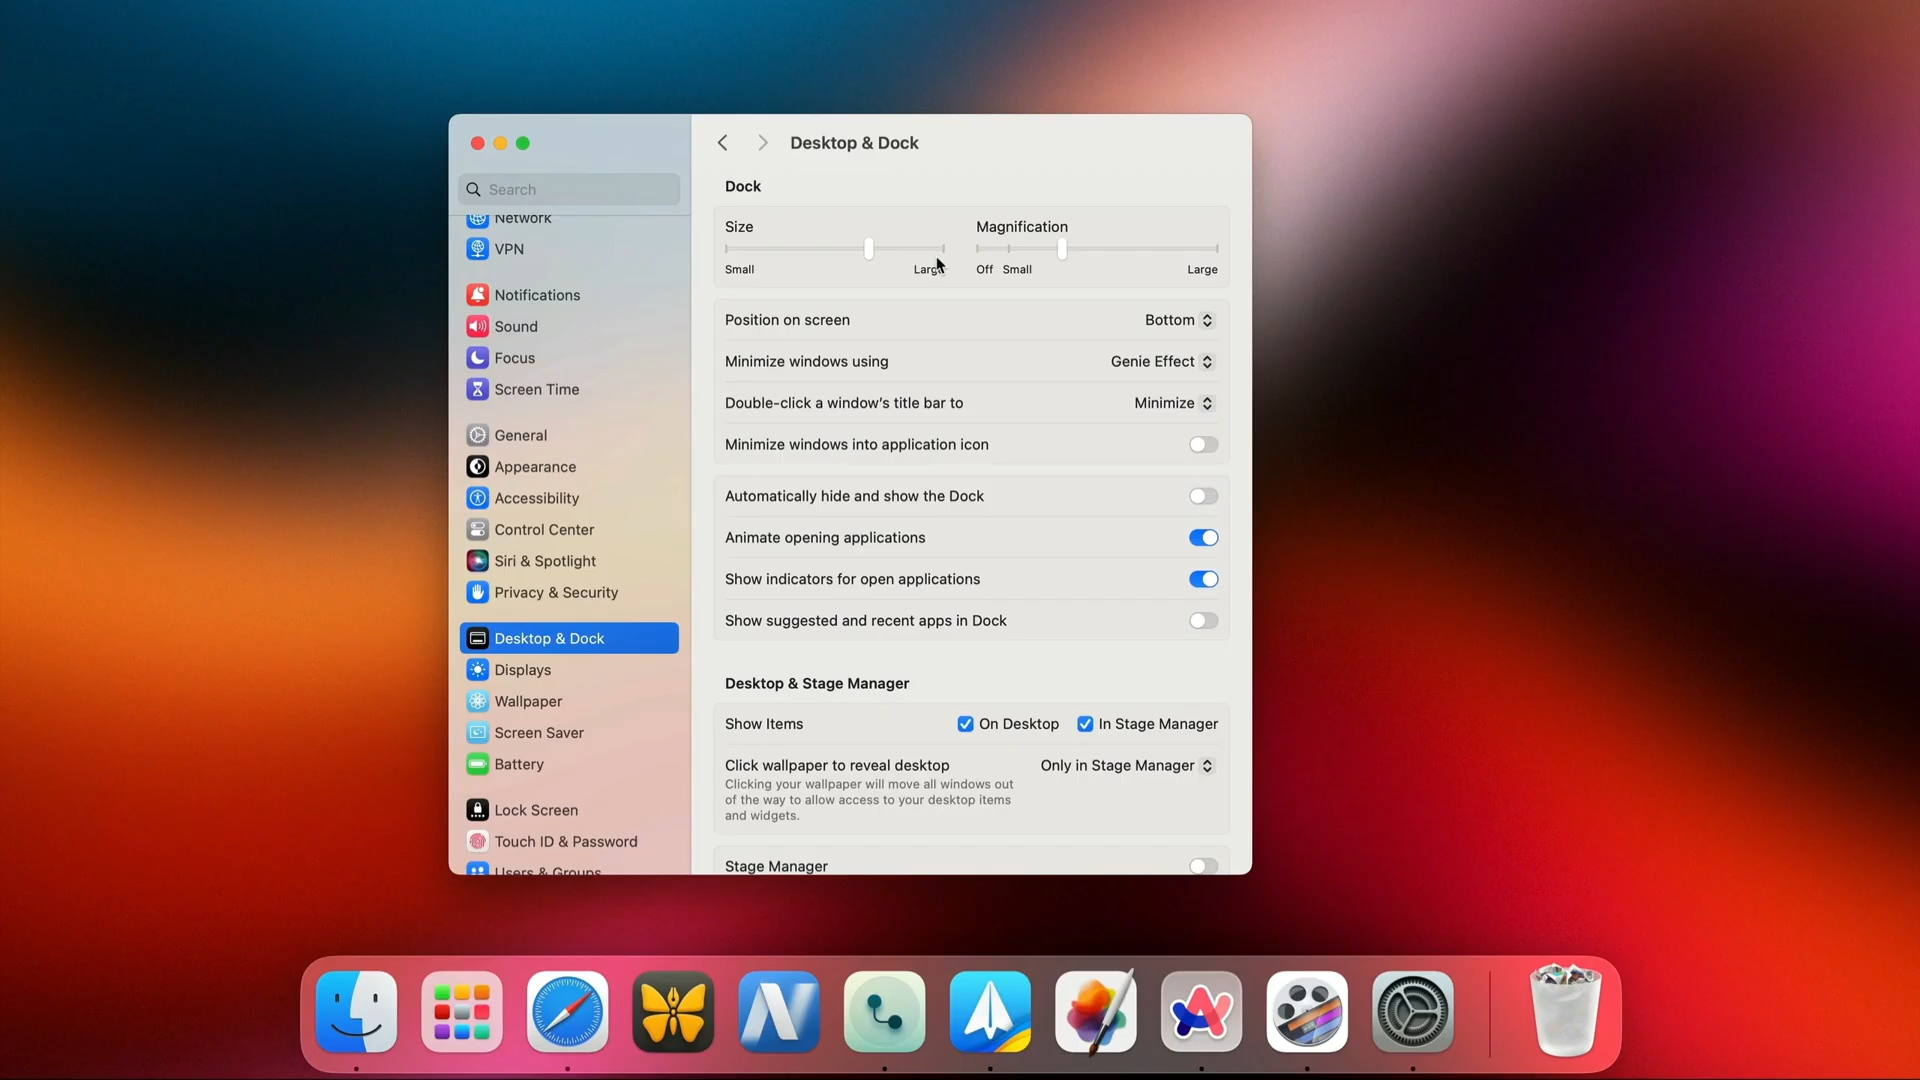 Desktop & Dock
Search
Network
VPN
Notifications
Sound
Focus
Screen Time
General
Appearance
Accessibility
Control Center
Siri & Spotlight
Privacy & Security
Desktop & Dock
Displays
Wallpaper
Screen Saver
Battery
Lock Screen
Touch ID & Password
Users & Groups
Dock
Size
Small Large
Magnification
Off Small Large
Position on screen Bottom
Minimize windows using Genie Effect
Double-click a window's title bar to Minimize
Minimize windows into application icon
Automatically hide and show the Dock
Animate opening applications
Show indicators for open applications
Show suggested and recent apps in Dock
Desktop & Stage Manager
Show Items On Desktop In Stage Manager
Click wallpaper to reveal desktop Only in Stage Manager
Clicking your wallpaper will move all windows out
of the way to allow access to your desktop items
and widgets.
Stage Manager